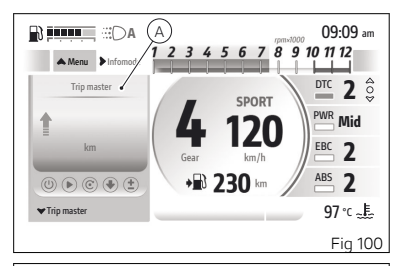 A
A
09:09 am
rpm×1000
1 2 3 4 5 6 7 8 9 10 11 12
Menu Infomod
Trip master
km
Trip master
SPORT
4 120
Gear km/h
230 km
DTC 2
PWR Mid
EBC 2
ABS 2
97 °C
Fig 100